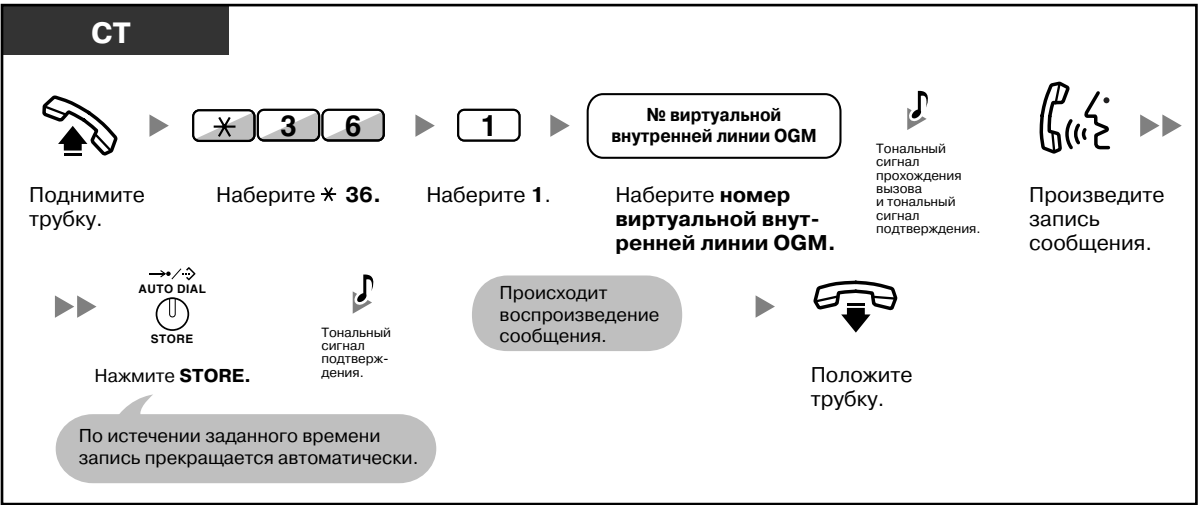 СТ
✳ 3 6
1
№ виртуальной
внутренней линии OGM
Тональный
сигнал
прохождения
вызова
и тональный
сигнал
подтверждения.
Поднимите
трубку.
Наберите ✳ 36.
Наберите 1.
Наберите номер
виртуальной внут-
ренней линии OGM.
Произведите
запись
сообщения.
AUTO DIAL
STORE
Нажмите STORE.
Тональный
сигнал
подтверж-
дения.
Происходит
воспроизведение
сообщения.
Положите
трубку.
По истечении заданного времени
запись прекращается автоматически.